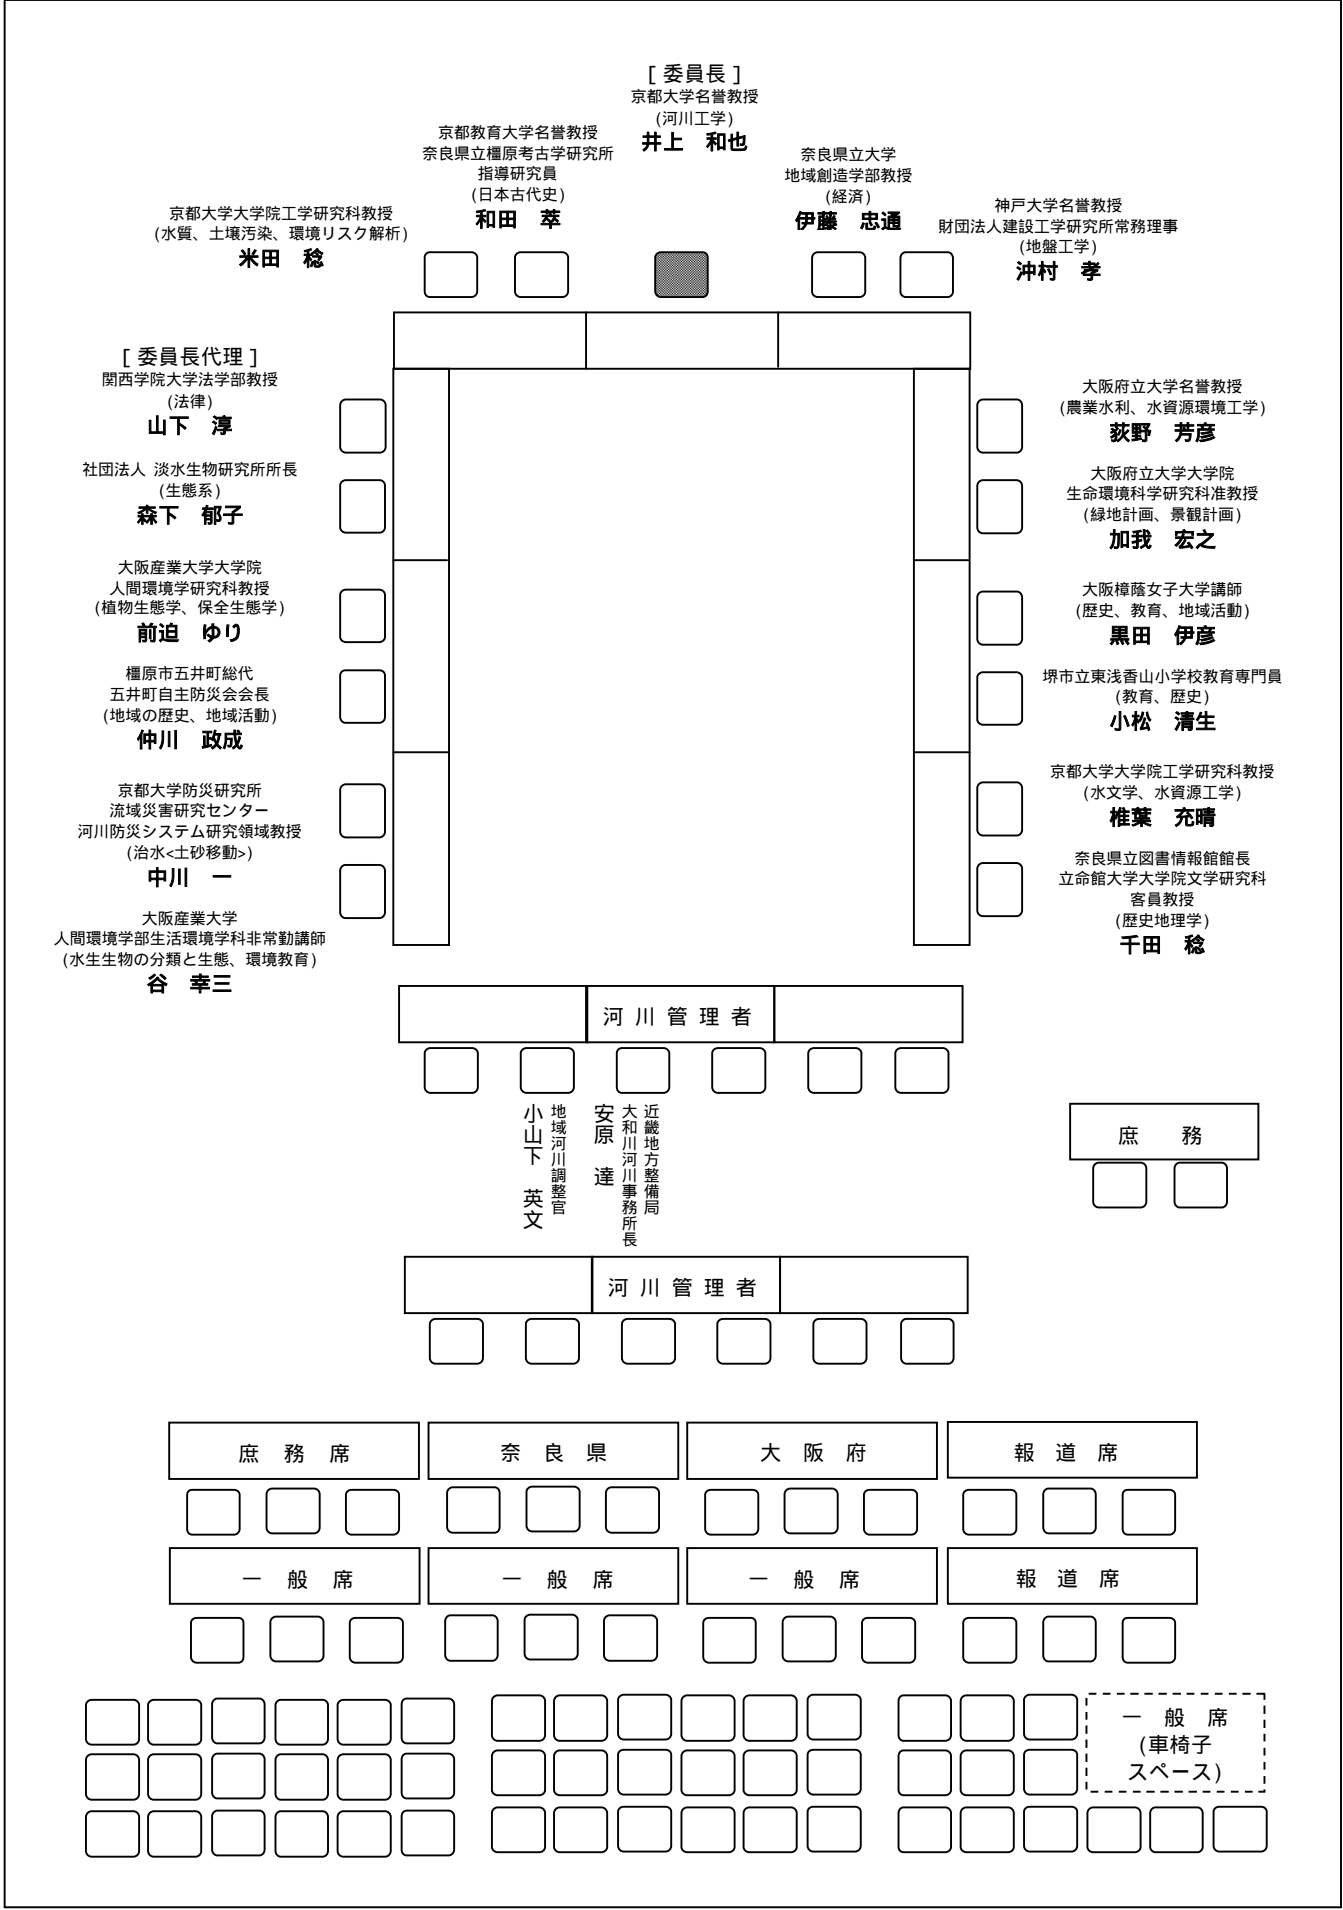 [ 委員長 ]
京都大学名誉教授
(河川工学)
井上　和也
京都教育大学名誉教授
奈良県立橿原考古学研究所
指導研究員
(日本古代史)
和田　萃
奈良県立大学
地域創造学部教授
(経済)
伊藤　忠通
京都大学大学院工学研究科教授
(水質、土壌汚染、環境リスク解析)
米田　稔
神戸大学名誉教授
財団法人建設工学研究所常務理事
(地盤工学)
沖村　孝
[ 委員長代理 ]
関西学院大学法学部教授
(法律)
山下　淳
社団法人 淡水生物研究所所長
(生態系)
森下　郁子
大阪産業大学大学院
人間環境学研究科教授
(植物生態学、保全生態学)
前迫　ゆり
橿原市五井町総代
五井町自主防災会会長
(地域の歴史、地域活動)
仲川　政成
京都大学防災研究所
流域災害研究センター
河川防災システム研究領域教授
(治水<土砂移動>)
中川　一
大阪産業大学
人間環境学部生活環境学科非常勤講師
(水生生物の分類と生態、環境教育)
谷　幸三
大阪府立大学名誉教授
(農業水利、水資源環境工学)
荻野　芳彦
大阪府立大学大学院
生命環境科学研究科准教授
(緑地計画、景観計画)
加我　宏之
大阪樟蔭女子大学講師
(歴史、教育、地域活動)
黒田　伊彦
堺市立東浅香山小学校教育専門員
(教育、歴史)
小松　清生
京都大学大学院工学研究科教授
(水文学、水資源工学)
椎葉　充晴
奈良県立図書情報館館長
立命館大学大学院文学研究科
客員教授
(歴史地理学)
千田　稔
河 川 管 理 者
近畿地方整備局
大和川河川事務所長
安原　達
地域河川調整官
小山下　英文
庶　務
河 川 管 理 者
庶 務 席
奈 良 県
大 阪 府
報 道 席
一 般 席
一 般 席
一 般 席
報 道 席
一 般 席
(車椅子
スペース)